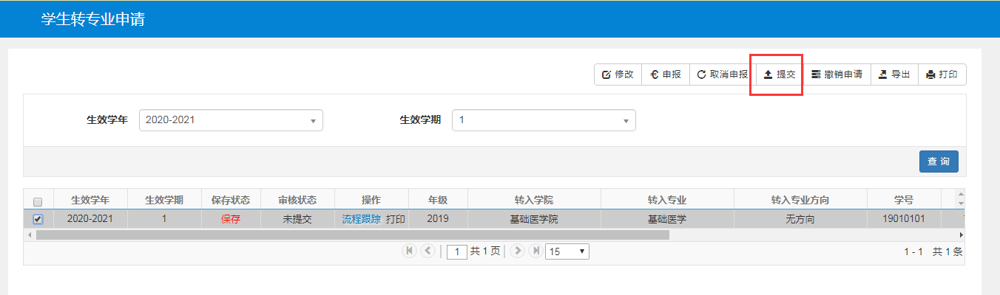 学生转专业申请
修改 申报 取消申报 提交 撤销申请 导出 打印
生效学年 2020-2021 生效学期 1
查 询
生效学年 生效学期 保存状态 审核状态 操作 年级 转入学院 转入专业 转入专业方向 学号
2020-2021 1 保存 未提交 流程跟踪 打印 2019 基础医学院 基础医学 无方向 19010101
1 共 1 页 15 1 - 1 共 1 条